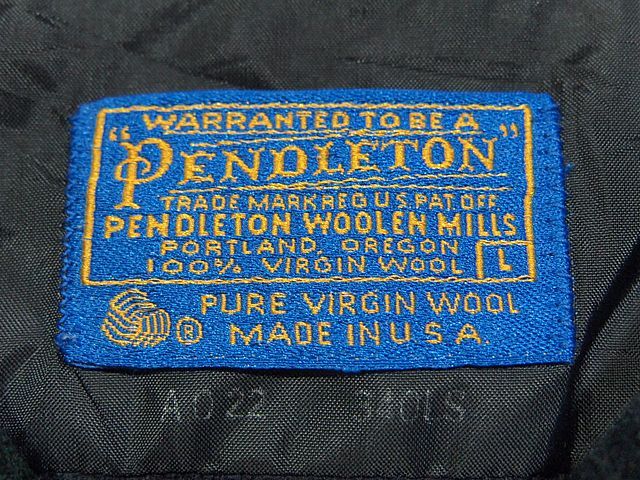 WARRANTED TO BE A
"PENDLETON"
TRADE MARK REG U.S. PAT. OFF.
PENDLETON WOOLEN MILLS
PORTLAND, OREGON
100% VIRGIN WOOL L
® PURE VIRGIN WOOL
MADE IN U S A.